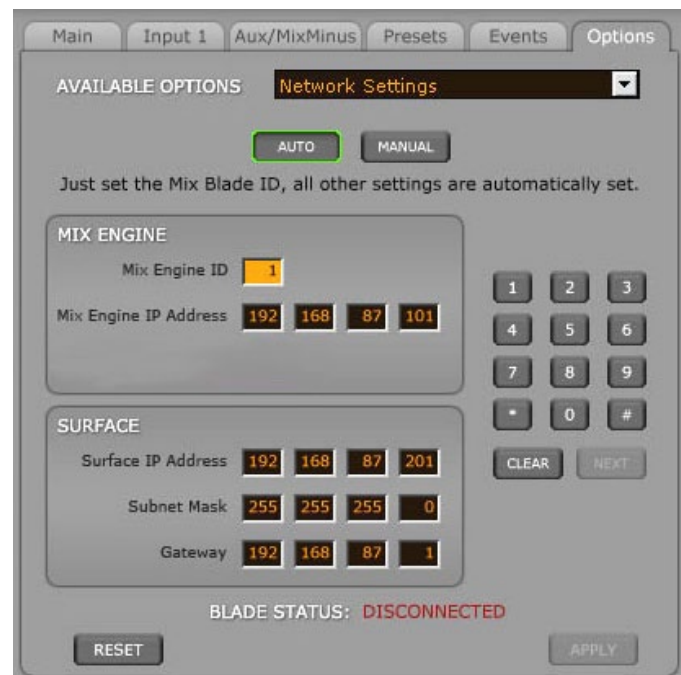 Main Input 1 Aux/MixMinus Presets Events Options
AVAILABLE OPTIONS Network Settings
AUTO MANUAL
Just set the Mix Blade ID, all other settings are automatically set.
MIX ENGINE
Mix Engine ID 1
Mix Engine IP Address 192 168 87 101
1 2 3
4 5 6
7 8 9
* 0 #
CLEAR NEXT
SURFACE
Surface IP Address 192 168 87 201
Subnet Mask 255 255 255 0
Gateway 192 168 87 1
BLADE STATUS: DISCONNECTED
RESET APPLY